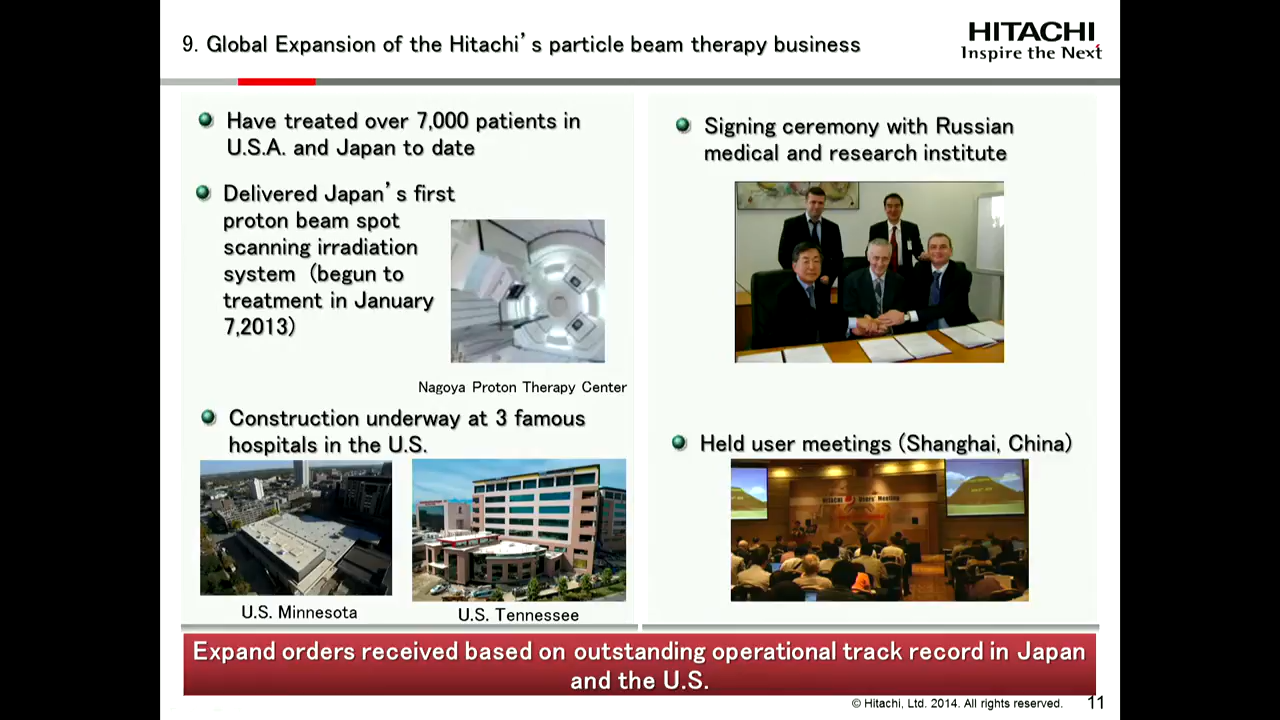 9. Global Expansion of the Hitachi's particle beam therapy business
HITACHI
Inspire the Next
Have treated over 7,000 patients in
U.S.A. and Japan to date
Delivered Japan's first
proton beam spot
scanning irradiation
system (begun to
treatment in January
7,2013)
Nagoya Proton Therapy Center
Construction underway at 3 famous
hospitals in the U.S.
U.S. Minnesota
U.S. Tennessee
Signing ceremony with Russian
medical and research institute
Held user meetings (Shanghai, China)
HITACHI Users' Meeting
Expand orders received based on outstanding operational track record in Japan
and the U.S.
© Hitachi, Ltd. 2014. All rights reserved.
11